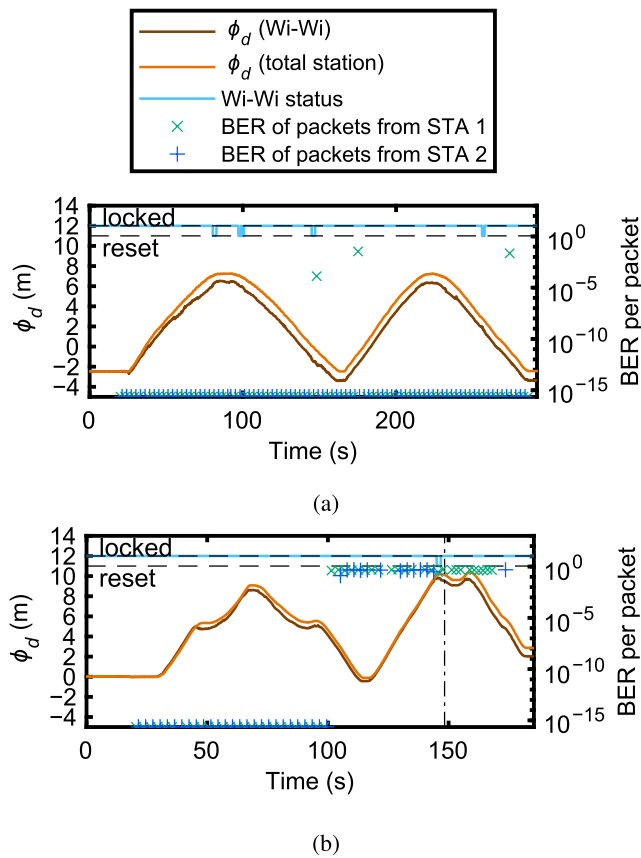 ϕd (Wi-Wi)
ϕd (total station)
Wi-Wi status
BER of packets from STA 1
BER of packets from STA 2
14
12
10
8
6
4
2
0
−2
−4
locked
reset
ϕd (m)
10^0
10^-5
10^-10
10^-15
BER per packet
0 100 200
Time (s)
(a)
14
12
10
8
6
4
2
0
−2
−4
locked
reset
ϕd (m)
10^0
10^-5
10^-10
10^-15
BER per packet
0 50 100 150
Time (s)
(b)